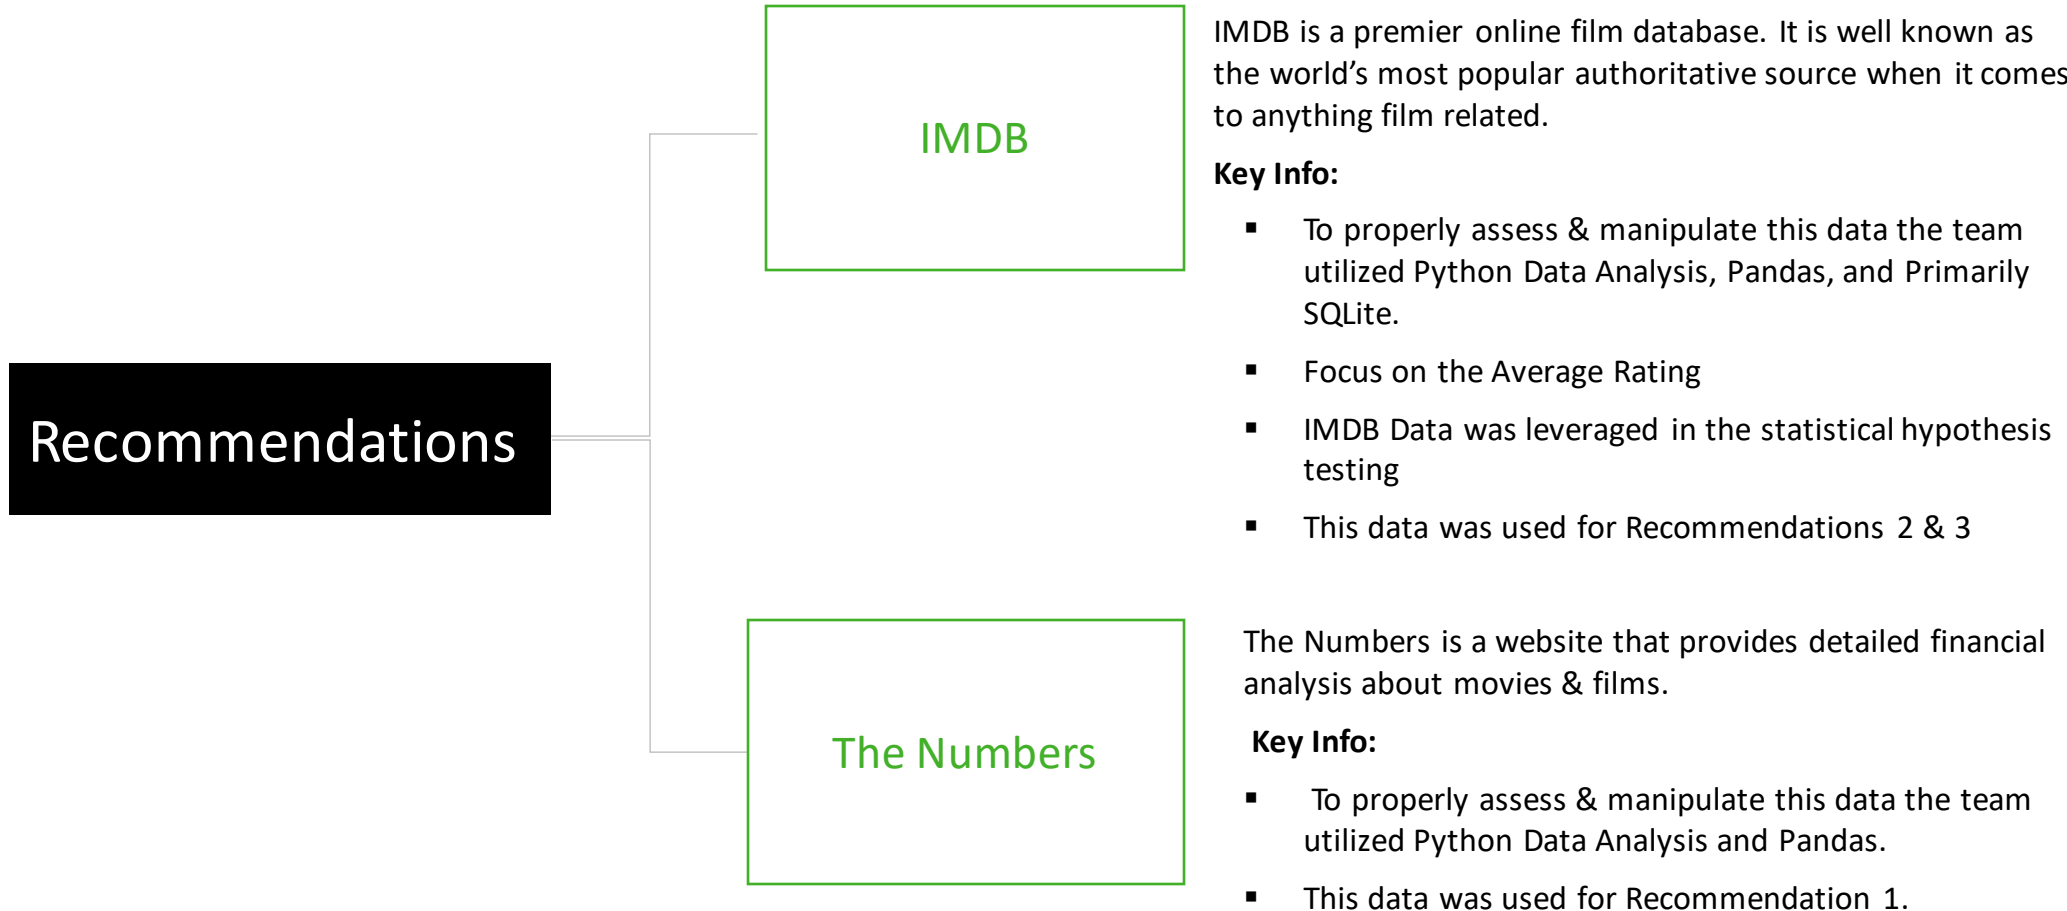 Recommendations
IMDB
IMDB is a premier online film database. It is well known as
the world’s most popular authoritative source when it comes
to anything film related.
Key Info:
▪ To properly assess & manipulate this data the team
utilized Python Data Analysis, Pandas, and Primarily
SQLite.
▪ Focus on the Average Rating
▪ IMDB Data was leveraged in the statistical hypothesis
testing
▪ This data was used for Recommendations 2 & 3
The Numbers
The Numbers is a website that provides detailed financial
analysis about movies & films.
Key Info:
▪ To properly assess & manipulate this data the team
utilized Python Data Analysis and Pandas.
▪ This data was used for Recommendation 1.